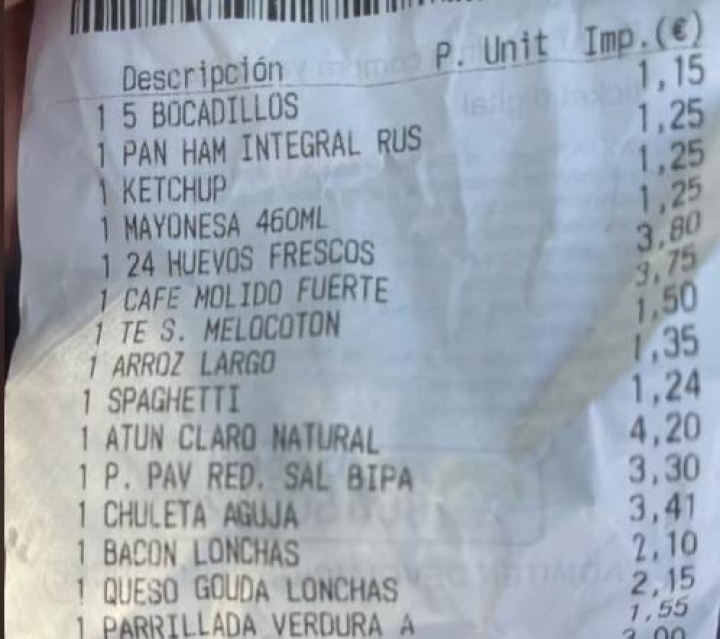 Descripción P. Unit Imp.(€)
1 5 BOCADILLOS 1,15
1 PAN HAM INTEGRAL RUS 1,25
1 KETCHUP 1,25
1 MAYONESA 460ML 1,25
1 24 HUEVOS FRESCOS 3,80
1 CAFE MOLIDO FUERTE 3,75
1 TE S. MELOCOTON 1,50
1 ARROZ LARGO 1,35
1 SPAGHETTI 1,24
1 ATUN CLARO NATURAL 4,20
1 P. PAV RED. SAL BIPA 3,30
1 CHULETA AGUJA 3,41
1 BACON LONCHAS 2,10
1 QUESO GOUDA LONCHAS 2,15
1 PARRILLADA VERDURA A 1,55